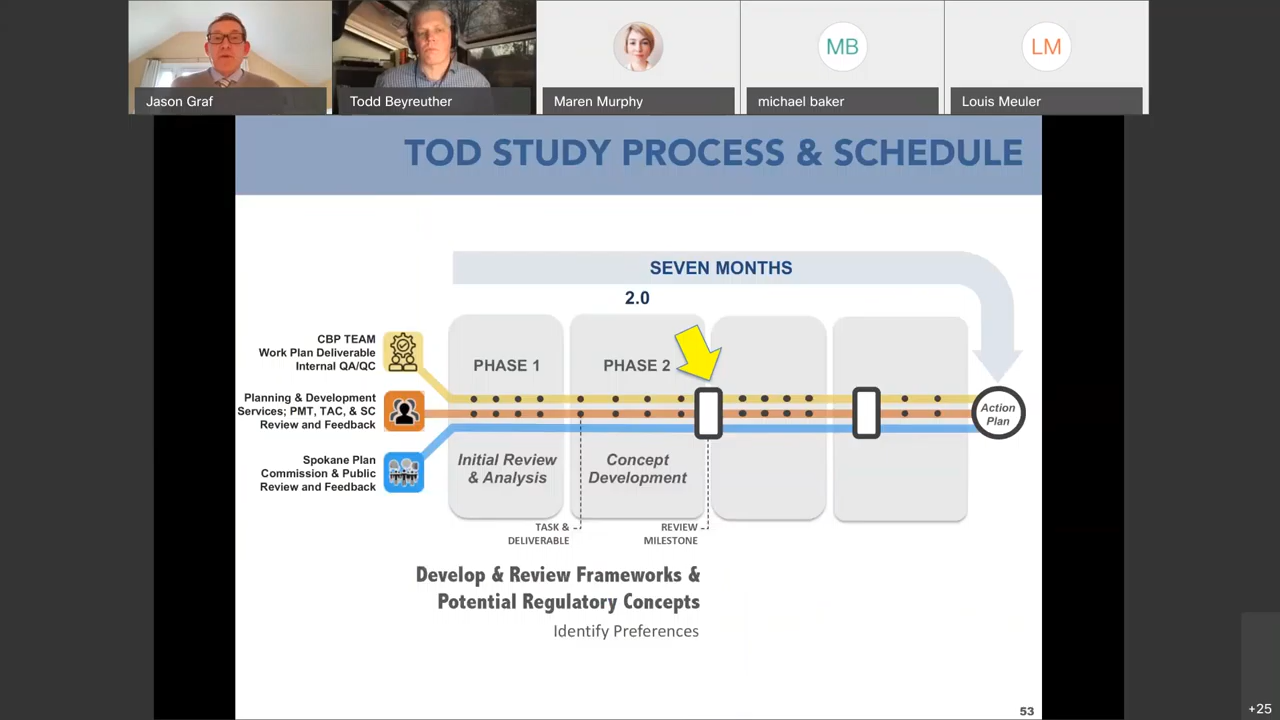 Jason Graf
Todd Beyreuther
Maren Murphy
MB
michael baker
LM
Louis Meuler
TOD STUDY PROCESS & SCHEDULE
SEVEN MONTHS
2.0
CBP TEAM
Work Plan Deliverable
Internal QA/QC
Planning & Development
Services; PMT, TAC, & SC
Review and Feedback
Spokane Plan
Commission & Public
Review and Feedback
PHASE 1
PHASE 2
Initial Review
& Analysis
Concept
Development
Action
Plan
TASK &
DELIVERABLE
REVIEW
MILESTONE
Develop & Review Frameworks &
Potential Regulatory Concepts
Identify Preferences
53
+25